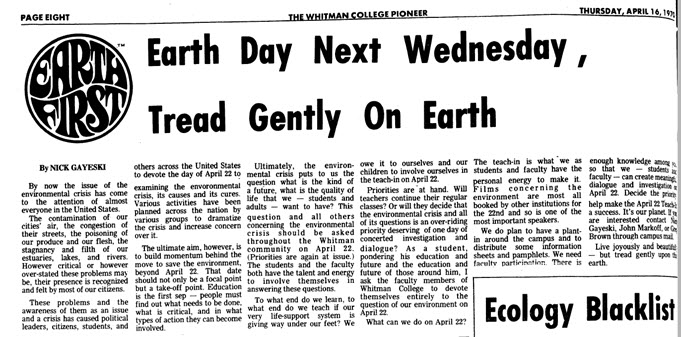 PAGE EIGHT
THE WHITMAN COLLEGE PIONEER
THURSDAY, APRIL 16,
EARTH
FIRST
TM
Earth Day Next Wednesday ,
Tread Gently On Earth
By NICK GAYESKI
By now the issue of the
environmental crisis has come
to the attention of almost
everyone in the United States.
The contamination of our
cities' air, the congestion of
their streets, the poisoning of
our produce and our flesh, the
stagnancy and filth of our
estuaries, lakes, and rivers.
However critical or however
over-stated these problems may
be, their presence is recognized
and felt by most of our citizens.
These problems and the
awareness of them as an issue
and a crisis has caused political
leaders, citizens, students, and
others across the United States
to devote the day of April 22 to
examining the envoronmental
crisis, its causes and its cures.
Various activities have been
planned across the nation by
various groups to dramatize
the crisis and increase concern
over it.
The ultimate aim, however, is
to build momentum behind the
move to save the environment,
beyond April 22. That date
should not only be a focal point
but a take-off point. Education
is the first sep — people must
find out what needs to be done,
what is critical, and in what
types of action they can become
involved.
Ultimately, the environ-
mental crisis puts to us the
question what is the kind of
a future, what is the quality of
life that we — students and
adults — want to have? This
question and all others
concerning the environmental
crisis should be asked
throughout the Whitman
community on April 22.
(Priorities are again at issue.)
The students and the faculty
both have the talent and energy
to involve themselves in
answering these questions.
To what end do we learn, to
what end do we teach if our
very life-support system is
giving way under our feet? We
owe it to ourselves and our
children to involve ourselves in
the teach-in on April 22.
Priorities are at hand. Will
teachers continue their regular
classes? Or will they decide that
the environmental crisis and all
of its question is an over-riding
priority deserving of one day of
concerted investigation and
dialogue? As a student
pondering his education and
future and the education and
future of those around him, I
ask the faculty members of
Whitman College to devote
themselves entirely to the
question of our environment on
April 22.
What can we do on April 22?
The teach-in is what we as
students and faculty have the
personal energy to make it.
Films concerning the
environment are most all
booked by other institutions for
the 22nd and so is one of the
most important speakers.
We do plan to have a plant-
in around the campus and to
distribute some information
sheets and pamphlets. We need
faculty participation. There is
enough knowledge among
so that we — students
faculty — can create meaningful
dialogue and investigation
April 22. Decide the priority
help make the April 22
a success. It's our planet. If
are interested contact
Gayeski, John Markoff, or
Brown through campus mail.
Live joyously and beautifully
— but tread gently upon
earth.
Ecology Blacklist